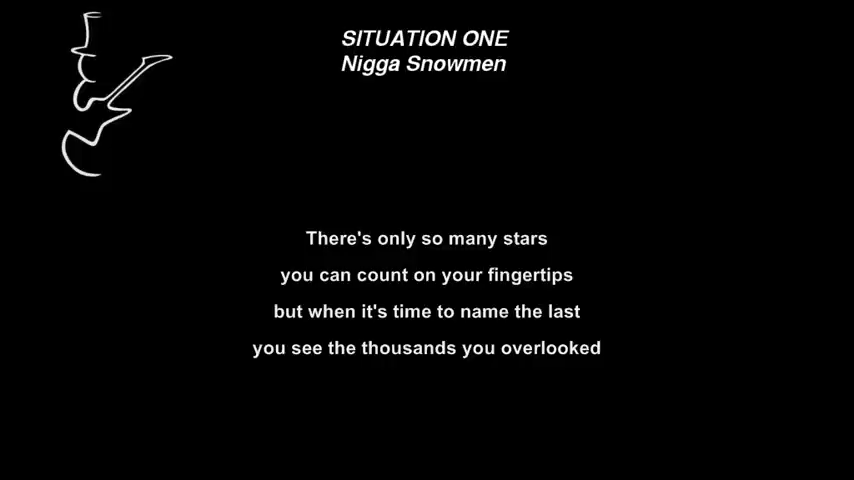 SITUATION ONE
Nigga Snowmen
There's only so many stars
you can count on your fingertips
but when it's time to name the last
you see the thousands you overlooked